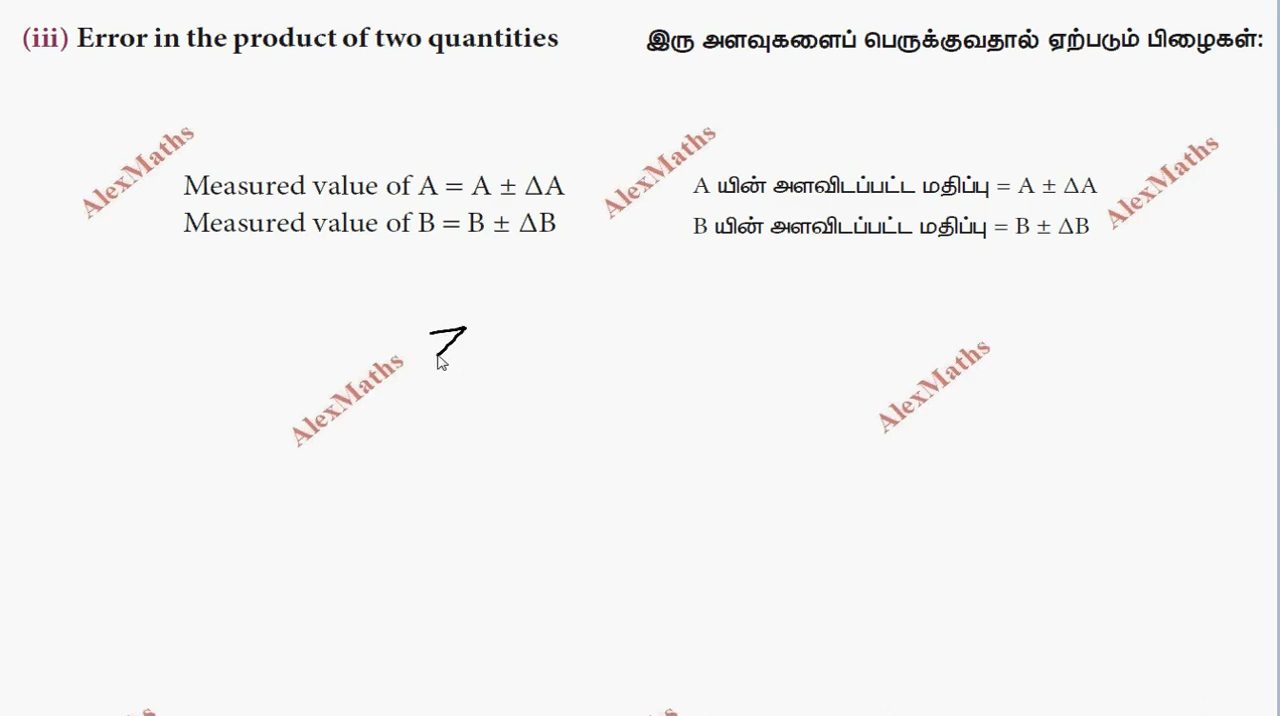 (iii) Error in the product of two quantities
இரு அளவுகளைப் பெருக்குவதால் ஏற்படும் பிழைகள்:
AlexMaths
Measured value of A = A ± ΔA
Measured value of B = B ± ΔB
AlexMaths
A யின் அளவிடப்பட்ட மதிப்பு = A ± ΔA
B யின் அளவிடப்பட்ட மதிப்பு = B ± ΔB
AlexMaths
AlexMaths
AlexMaths